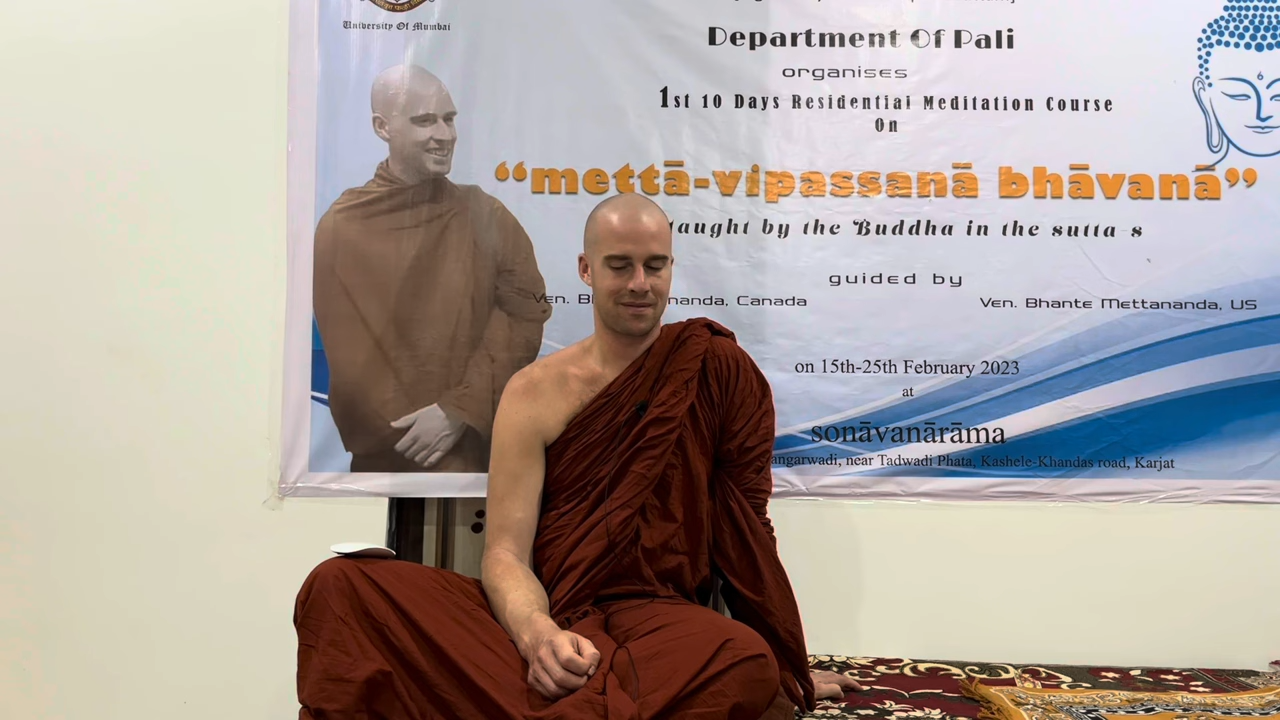 University Of Mumbai
Department Of Pali
organises
1st 10 Days Residential Meditation Course
On
“mettā-vipassanā bhāvanā”
taught by the Buddha in the sutta-s
guided by
Ven. nanda, Canada
Ven. Bhante Mettananda, US
on 15th-25th February 2023
at
sonāvanārāma
angarwadi, near Tadwadi Phata, Kashele-Khandas road, Karjat